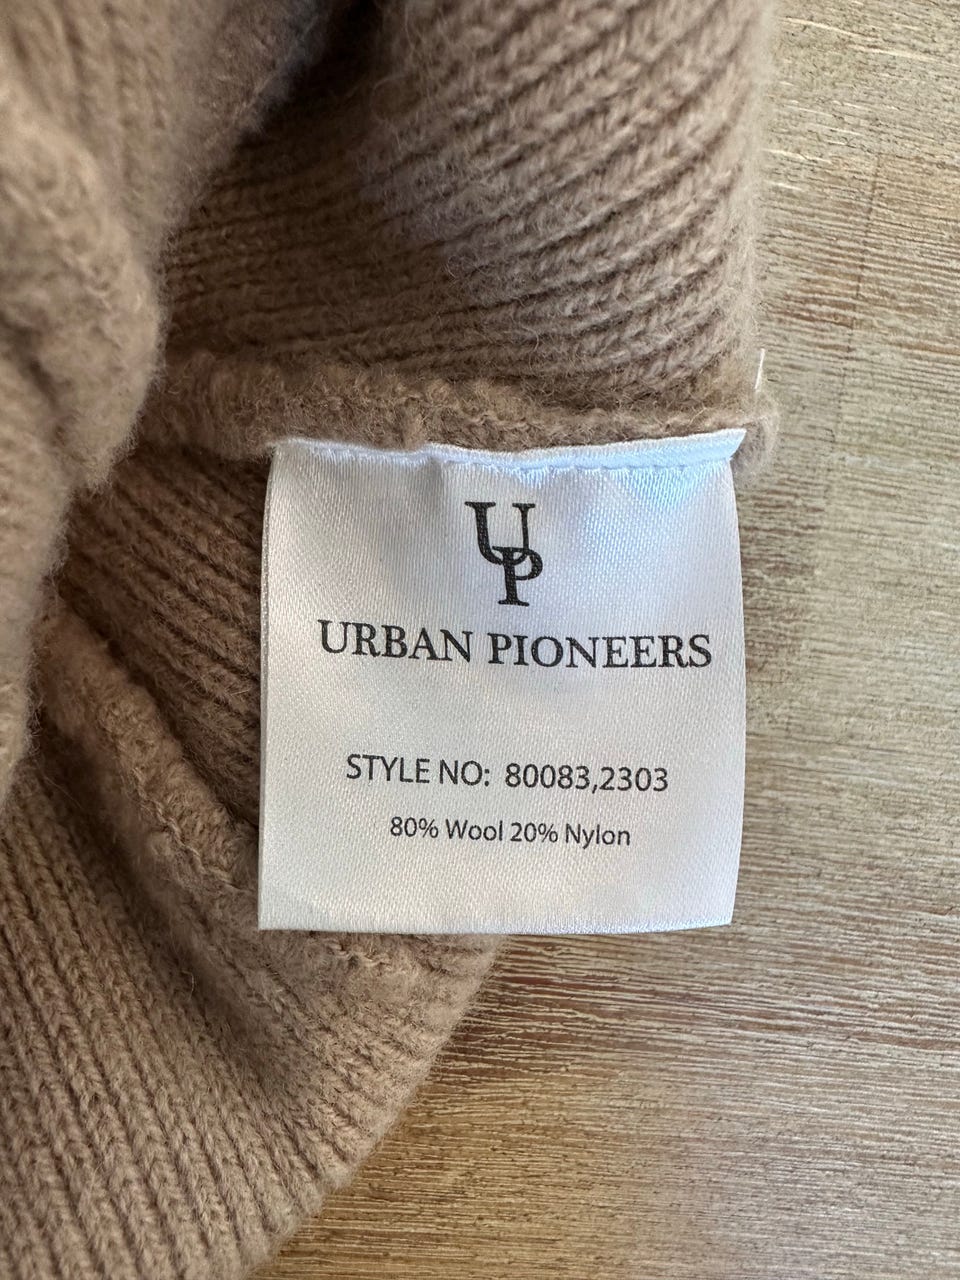 UP
URBAN PIONEERS
STYLE NO: 80083,2303
80% Wool 20% Nylon